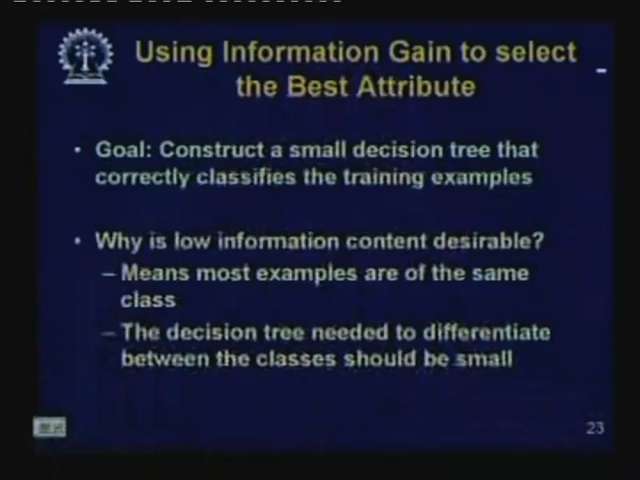 Using Information Gain to select
the Best Attribute
• Goal: Construct a small decision tree that
correctly classifies the training examples
• Why is low information content desirable?
– Means most examples are of the same
class
– The decision tree needed to differentiate
between the classes should be small
23